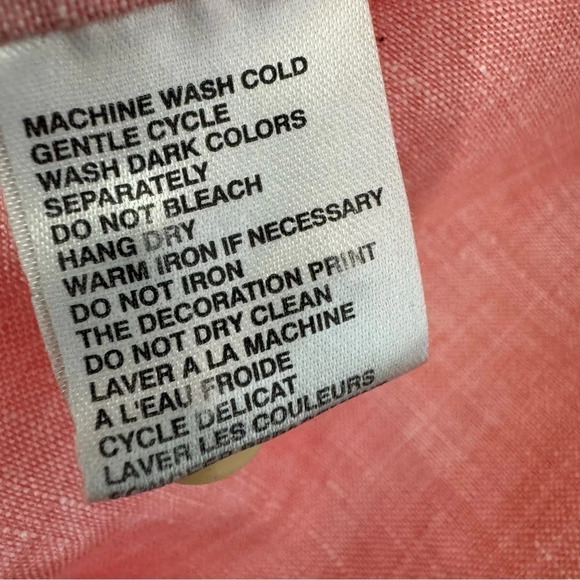 MACHINE WASH COLD
GENTLE CYCLE
WASH DARK COLORS
SEPARATELY
DO NOT BLEACH
HANG DRY
WARM IRON IF NECESSARY
DO NOT IRON
THE DECORATION PRINT
DO NOT DRY CLEAN
LAVER A LA MACHINE
A L'EAU FROIDE
CYCLE DELICAT
LAVER LES COULEURS